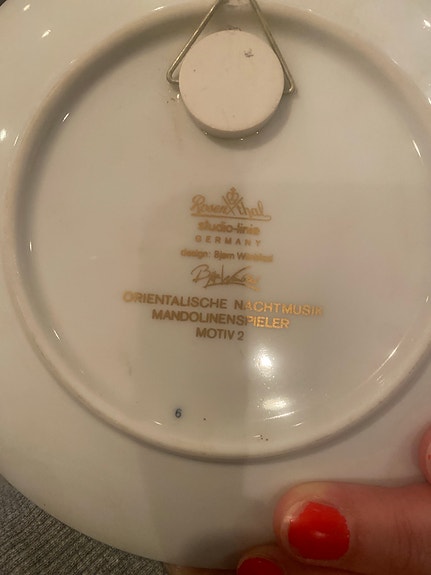 Rosenthal
studio-linie
GERMANY
design: Bjørn Wiinblad
ORIENTALISCHE NACHTMUSIK
MANDOLINENSPIELER
MOTIV 2
6